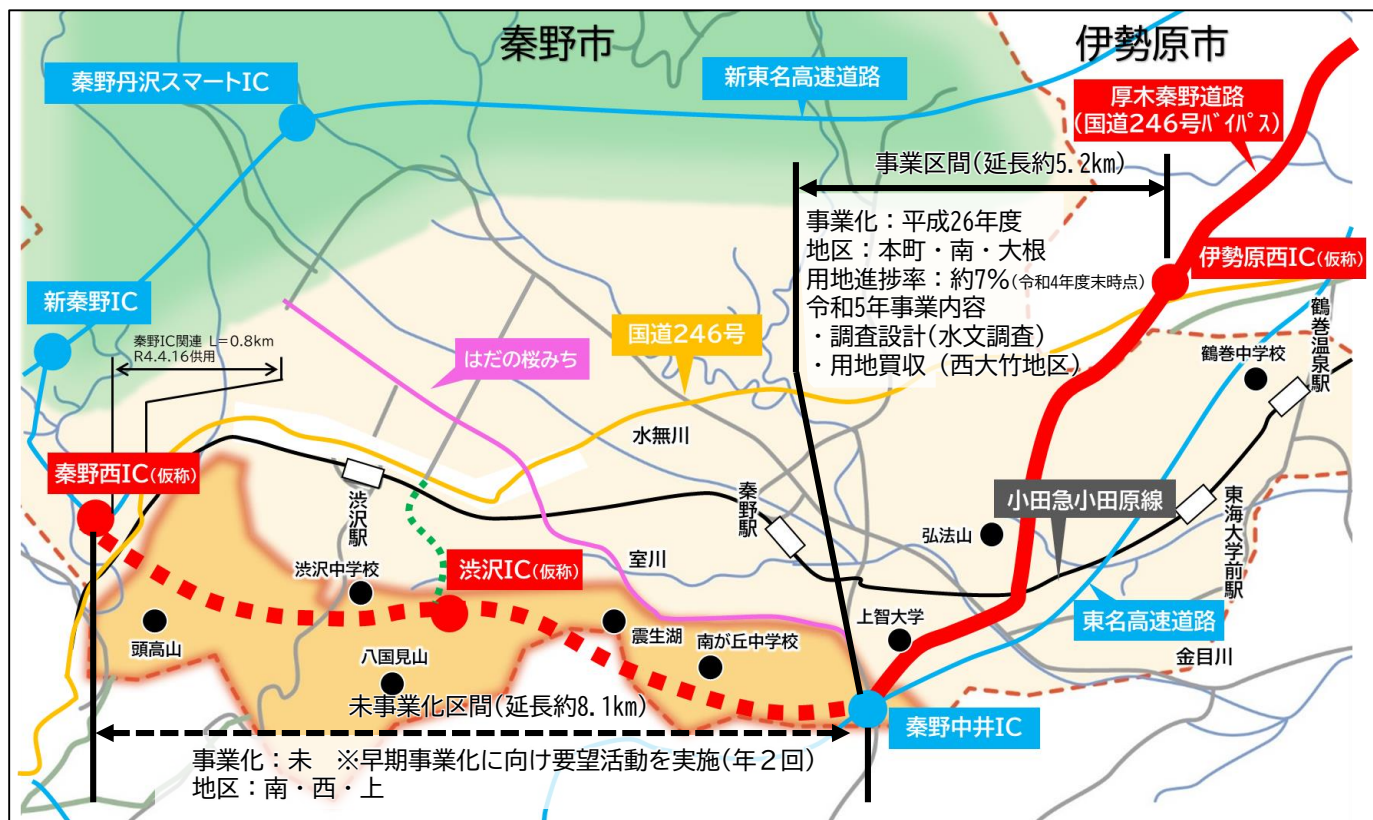 秦野市
伊勢原市
秦野丹沢スマートIC
新東名高速道路
厚木秦野道路
(国道246号バイパス)
事業区間(延長約5.2km)
事業化：平成26年度
地区：本町・南・大根
用地進捗率：約7%(令和4年度末時点)
令和5年事業内容
・調査設計(水文調査)
・用地買収（西大竹地区）
伊勢原西IC(仮称)
新秦野IC
秦野IC関連 L=0.8km
R4.4.16供用
はだの桜みち
国道246号
鶴巻中学校
鶴巻温泉駅
水無川
秦野西IC(仮称)
渋沢駅
秦野駅
小田急小田原線
東海大学前駅
弘法山
渋沢中学校
渋沢IC(仮称)
室川
上智大学
東名高速道路
頭高山
八国見山
震生湖
南が丘中学校
金目川
未事業化区間(延長約8.1km)
秦野中井IC
事業化：未　※早期事業化に向け要望活動を実施(年２回)
地区：南・西・上